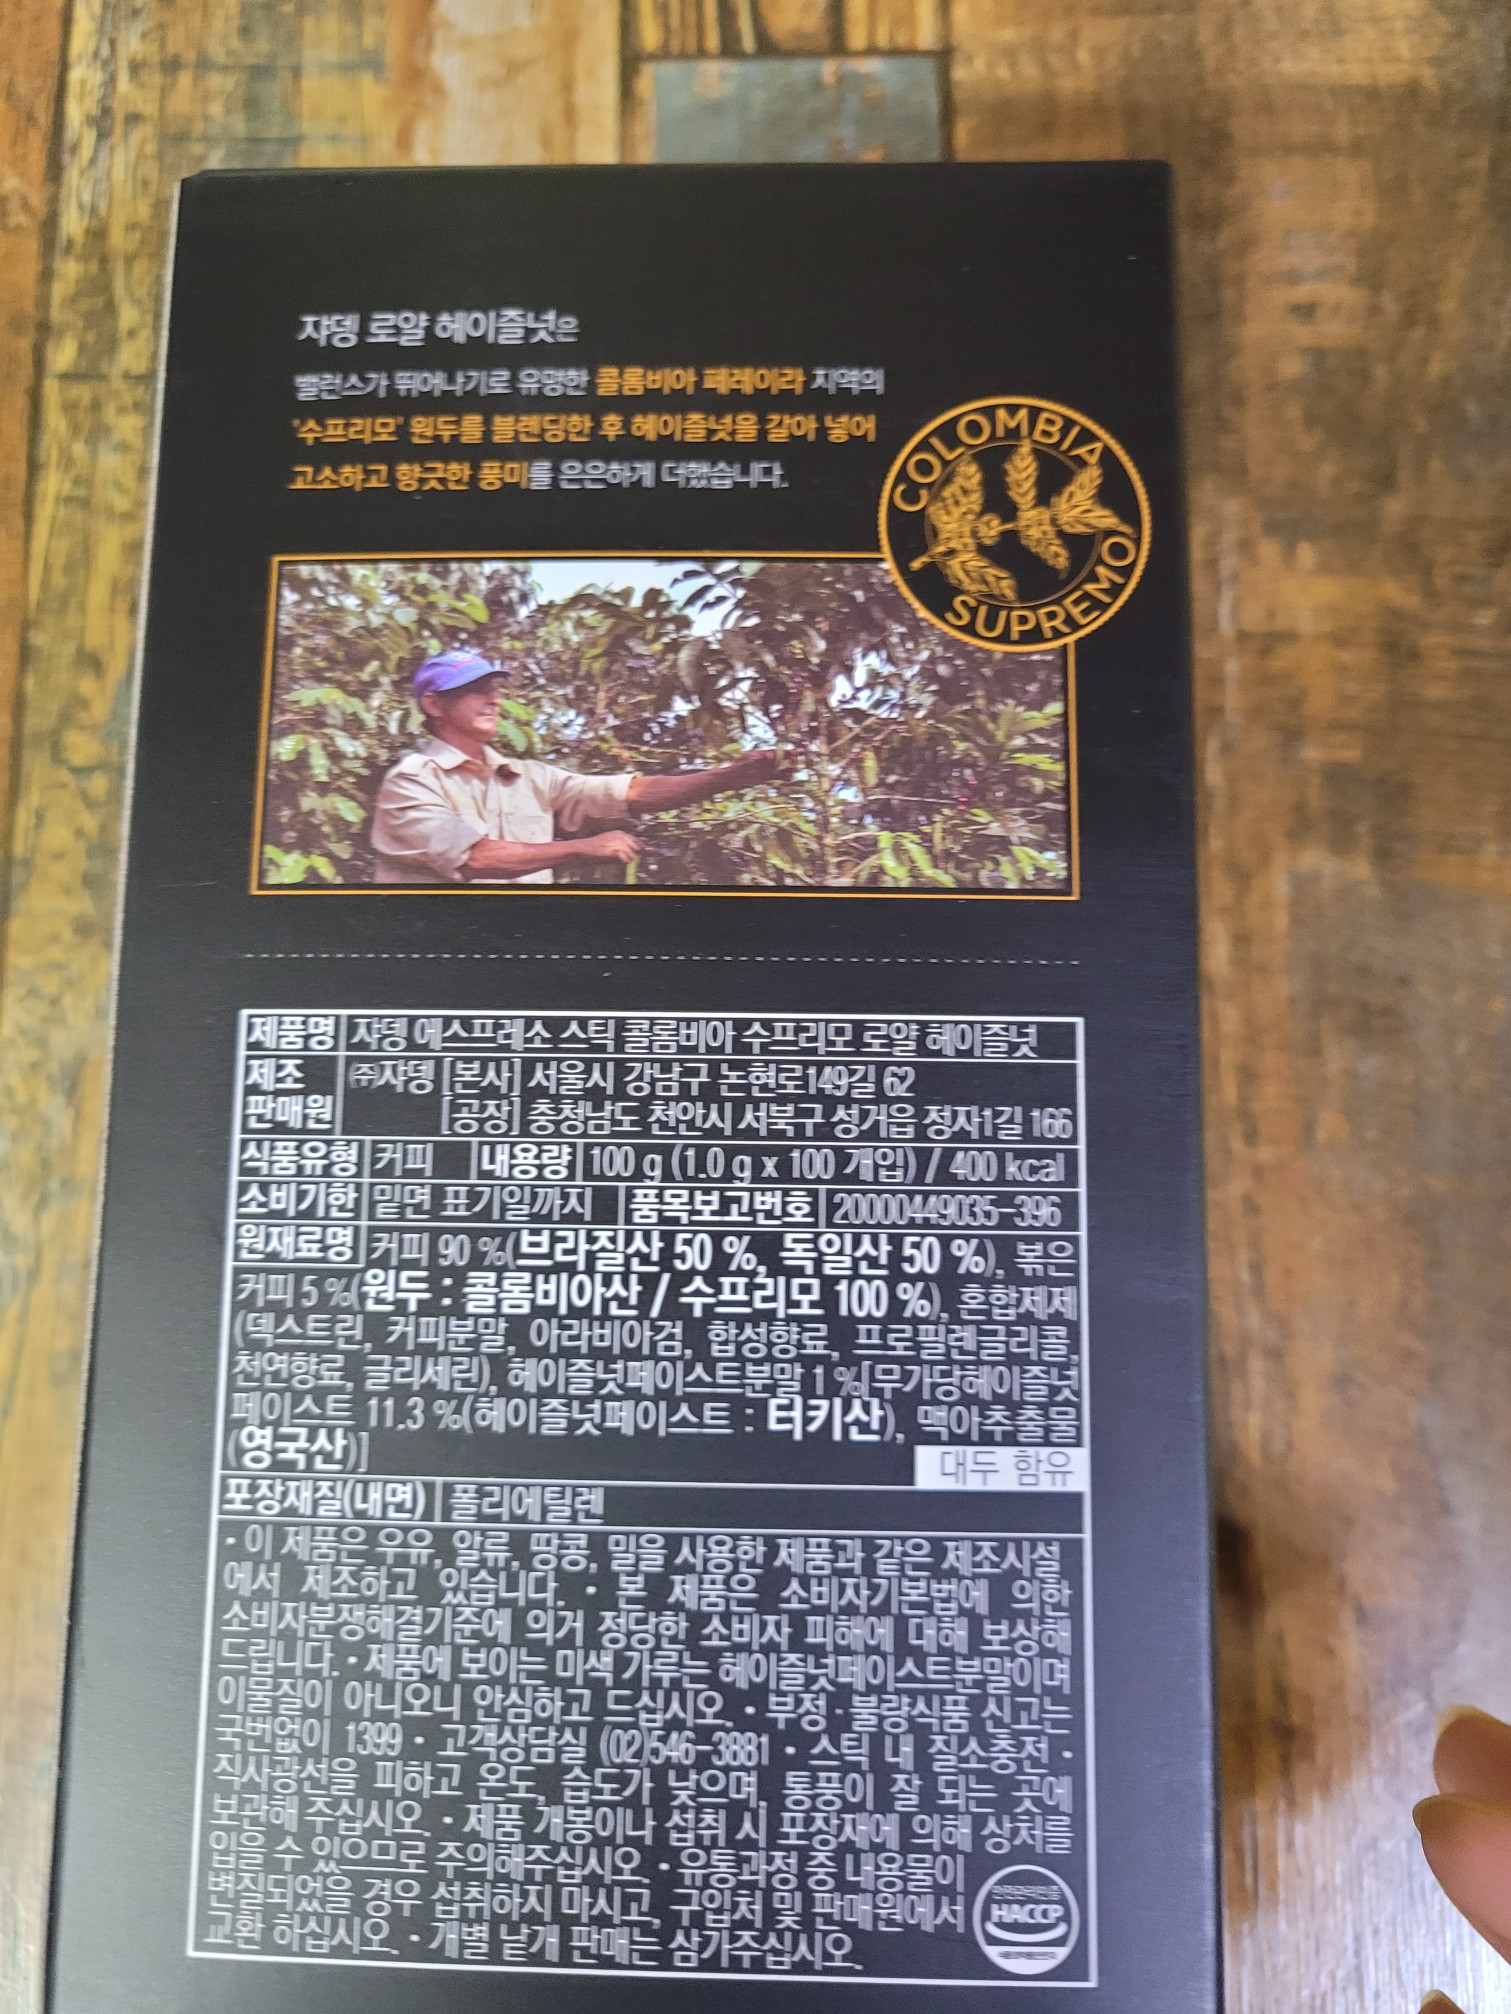 쟈뎅 로얄 헤이즐넛은
밸런스가 뛰어나기로 유명한 콜롬비아 페레이라 지역의
'수프리모' 원두를 블렌딩한 후 헤이즐넛을 갈아 넣어
고소하고 향긋한 풍미를 은은하게 더했습니다.
COLOMBIA
SUPREMO
제품명 쟈뎅 에스프레소 스틱 콜롬비아 수프리모 로얄 헤이즐넛
제조 ㈜쟈뎅 [본사] 서울시 강남구 논현로149길 62
판매원 [공장] 충청남도 천안시 서북구 성거읍 정자1길 166
식품유형 커피 내용량 100 g (1.0 g x 100 개입) / 400 kcal
소비기한 밑면 표기일까지 품목보고번호 20000449035-396
원재료명 커피 90 %(브라질산 50 %, 독일산 50 %), 볶은
커피 5 %(원두 : 콜롬비아산 / 수프리모 100 %), 혼합제제
(덱스트린, 커피분말, 아라비아검, 합성향료, 프로필렌글리콜,
천연향료, 글리세린), 헤이즐넛페이스트분말 1 %[무가당헤이즐넛
페이스트 11.3 %(헤이즐넛페이스트 : 터키산), 맥아추출물
(영국산)]
대두 함유
포장재질(내면) 폴리에틸렌
· 이 제품은 우유, 알류, 땅콩, 밀을 사용한 제품과 같은 제조시설
에서 제조하고 있습니다. · 본 제품은 소비자기본법에 의한
소비자분쟁해결기준에 의거 정당한 소비자 피해에 대해 보상해
드립니다. · 제품에 보이는 미색 가루는 헤이즐넛페이스트분말이며
이물질이 아니오니 안심하고 드십시오. · 부정·불량식품 신고는
국번없이 1399 · 고객상담실 (02)546-3881 · 스틱 내 질소충전 ·
직사광선을 피하고 온도, 습도가 낮으며, 통풍이 잘 되는 곳에
보관해 주십시오. · 제품 개봉이나 섭취 시 포장재에 의해 상처를
입을 수 있으므로 주의해주십시오. · 유통과정 중 내용물이
변질되었을 경우 섭취하지 마시고, 구입처 및 판매원에서
교환 하십시오. · 개별 낱개 판매는 삼가주십시오.
안전관리인증
HACCP